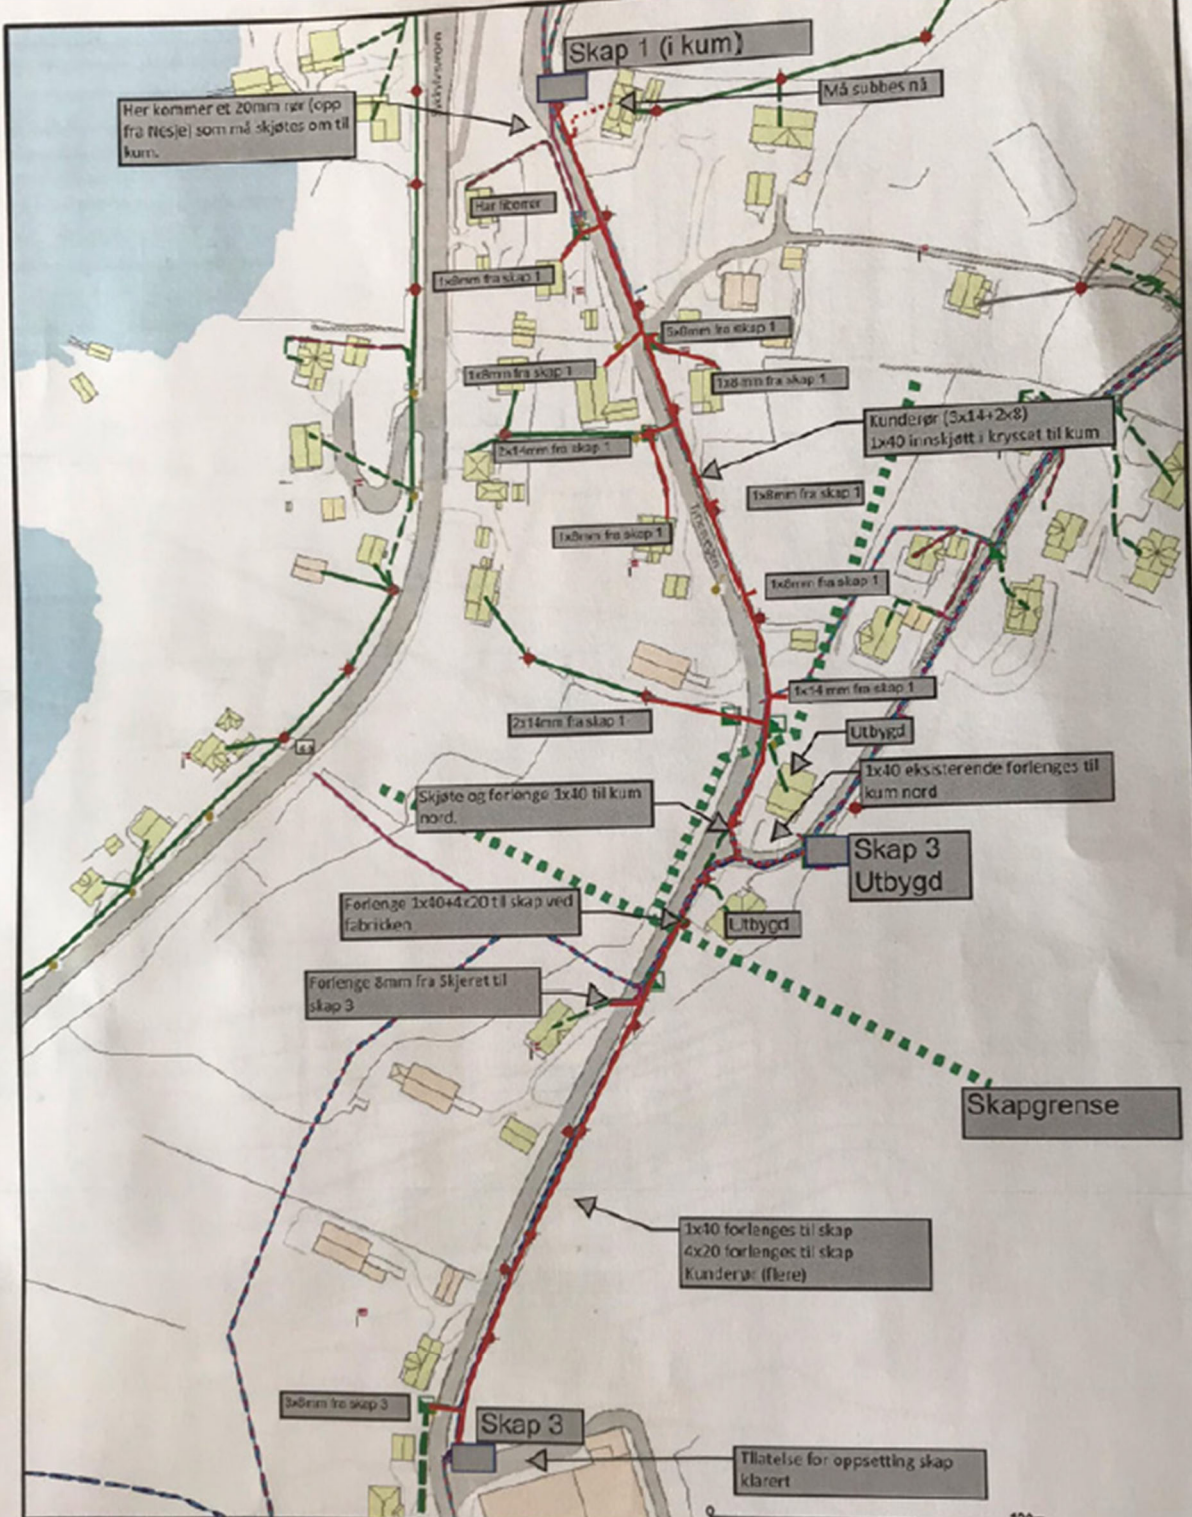 Skap 1 (i kum)
Må subbes nå
Her kommer et 20mm rør (opp
fra Nesje) som må skjøtes om til
kum.
Har fiberrør
1x8mm fra skap 1
5x8mm fra skap 1
1x8mm fra skap 1
1x8mm fra skap 1
Kunderør (3x14+2x8)
1x40 innskjøtt i krysset til kum
2x14mm fra skap 1
1x8mm fra skap 1
1x8mm fra skap 1
1x8mm fra skap 1
1x14 mm fra skap 1
2x14mm fra skap 1
Utbygd
1x40 eksisterende forlenges til
kum nord
Skjøte og forlenge 1x40 til kum
nord.
Skap 3
Utbygd
Forlenge 1x40+4x20 til skap ved
fabrikken
Utbygd
Forlenge 8mm fra Skjeret til
skap 3
Skapgrense
1x40 forlenges til skap
4x20 forlenges til skap
Kunderør (flere)
3x8mm fra skap 3
Skap 3
Tilatelse for oppsetting skap
klarert
0